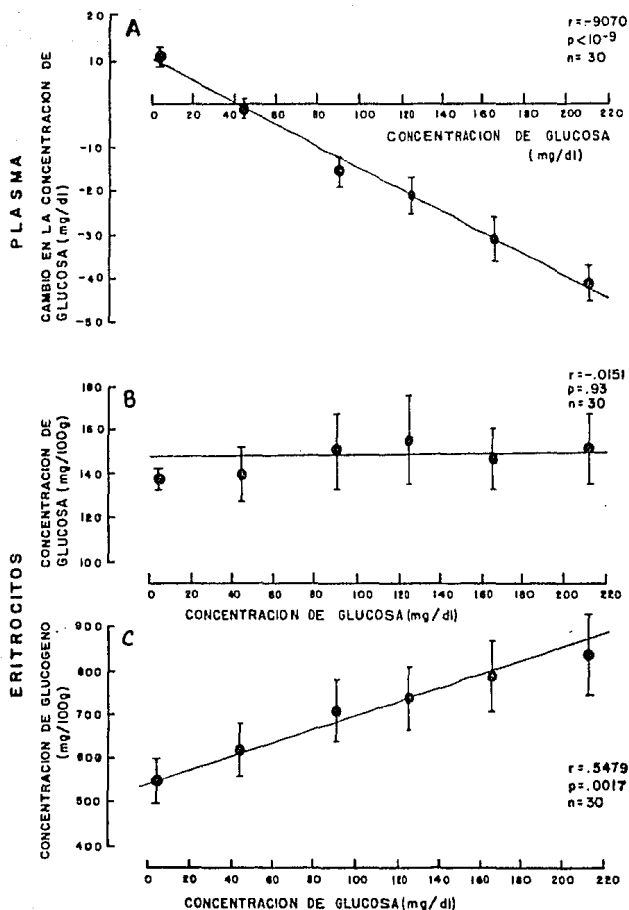 A
r=-9070
p<10-9
n= 30
PLASMA
CAMBIO EN LA CONCENTRACION DE
GLUCOSA (mg/dl)
20
10
0
-10
-20
-30
-40
-50
0 20 40 60 80 100 120 140 160 180 200 220
CONCENTRACION DE GLUCOSA
(mg/dl)
ERITROCITOS
B
r=-.0151
p=.93
n=30
CONCENTRACION DE
GLUCOSA (mg/100g)
180
160
140
120
100
0 20 40 60 80 100 120 140 160 180 200 220
CONCENTRACION DE GLUCOSA (mg/dl)
C
CONCENTRACION DE GLUCOGENO
(mg/100g)
900
800
700
600
500
400
r=.5479
p=.0017
n=30
0 20 40 60 80 100 120 140 160 180 200 220
CONCENTRACION DE GLUCOSA (mg/dl)